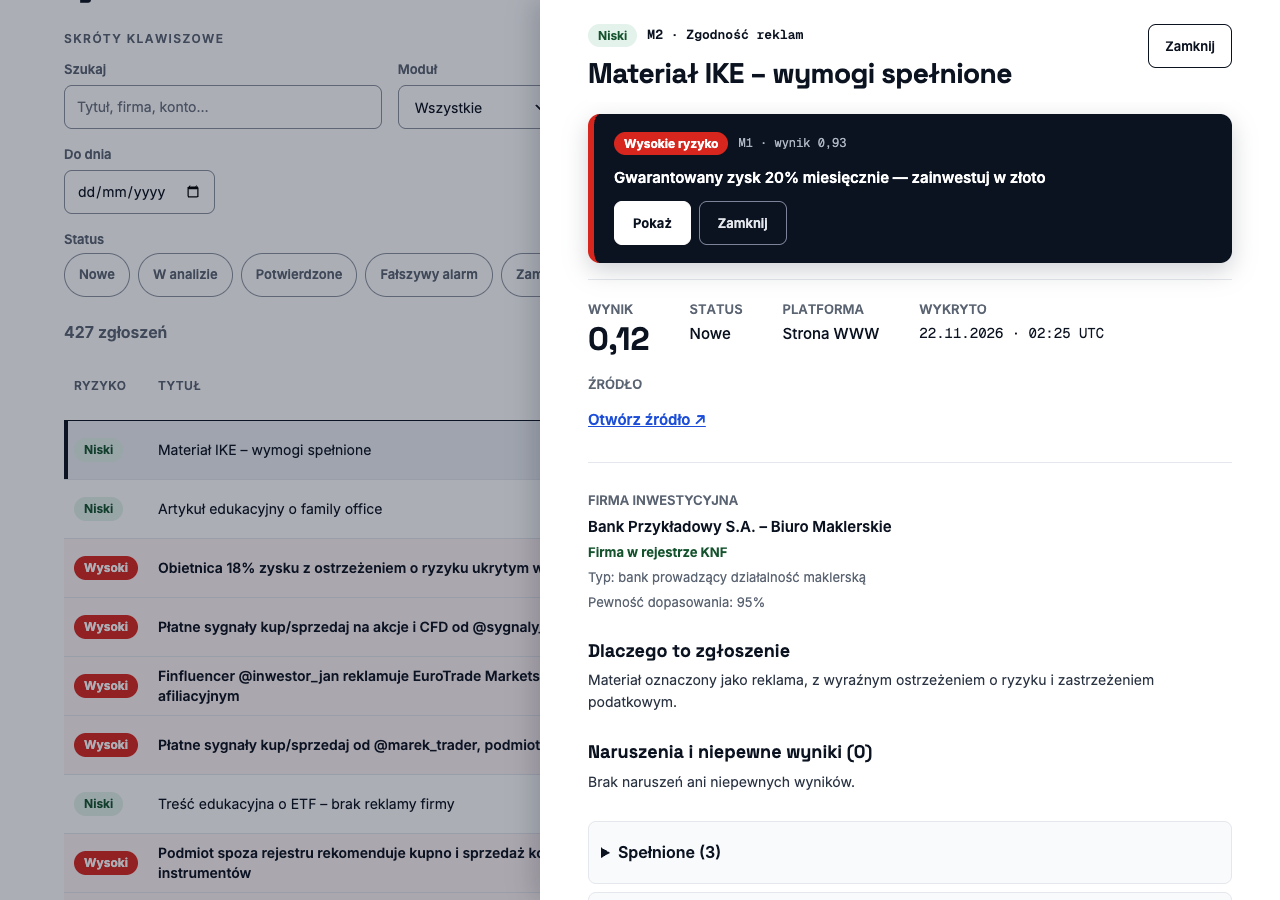 SKRÓTY KLAWISZOWE
Szukaj
Moduł
Tytuł, firma, konto...
Wszystkie
Do dnia
dd/mm/yyyy
Status
Nowe
W analizie
Potwierdzone
Fałszywy alarm
427 zgłoszeń
RYZYKO TYTUŁ
Niski Materiał IKE – wymogi spełnione
Niski Artykuł edukacyjny o family office
Wysoki Obietnica 18% zysku z ostrzeżeniem o ryzyku ukrytym w
Wysoki Płatne sygnały kup/sprzedaj na akcje i CFD od
Wysoki Finfluencer @inwestor_jan reklamuje EuroTrade Markets
afiliacyjnym
Wysoki Płatne sygnały kup/sprzedaj od @marek_trader, podmiot
Niski Treść edukacyjna o ETF – brak reklamy firmy
Wysoki Podmiot spoza rejestru rekomenduje kupno i sprzedaż
instrumentów
Niski M2 · Zgodność reklam
Zamknij
Materiał IKE – wymogi spełnione
Wysokie ryzyko M1 · wynik 0,93
Gwarantowany zysk 20% miesięcznie — zainwestuj w złoto
Pokaż Zamknij
WYNIK STATUS PLATFORMA WYKRYTO
0,12 Nowe Strona WWW 22.11.2026 · 02:25 UTC
ŹRÓDŁO
Otwórz źródło ↗
FIRMA INWESTYCYJNA
Bank Przykładowy S.A. – Biuro Maklerskie
Firma w rejestrze KNF
Typ: bank prowadzący działalność maklerską
Pewność dopasowania: 95%
Dlaczego to zgłoszenie
Materiał oznaczony jako reklama, z wyraźnym ostrzeżeniem o ryzyku i zastrzeżeniem
podatkowym.
Naruszenia i niepewne wyniki (0)
Brak naruszeń ani niepewnych wyników.
Spełnione (3)